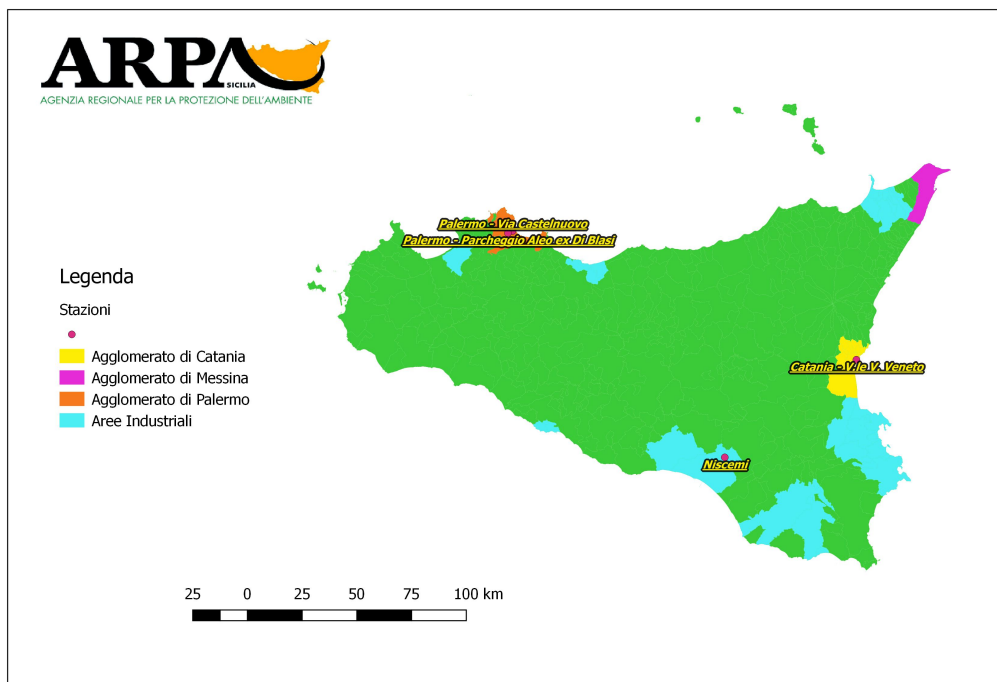 ARPA
SICILIA
AGENZIA REGIONALE PER LA PROTEZIONE DELL'AMBIENTE
Palermo - Via Castelnuovo
Palermo - Parcheggio Aleo ex Di Blasi
Legenda
Stazioni
Agglomerato di Catania
Agglomerato di Messina
Agglomerato di Palermo
Aree Industriali
Catania - V.le V. Veneto
Niscemi
25 0 25 50 75 100 km